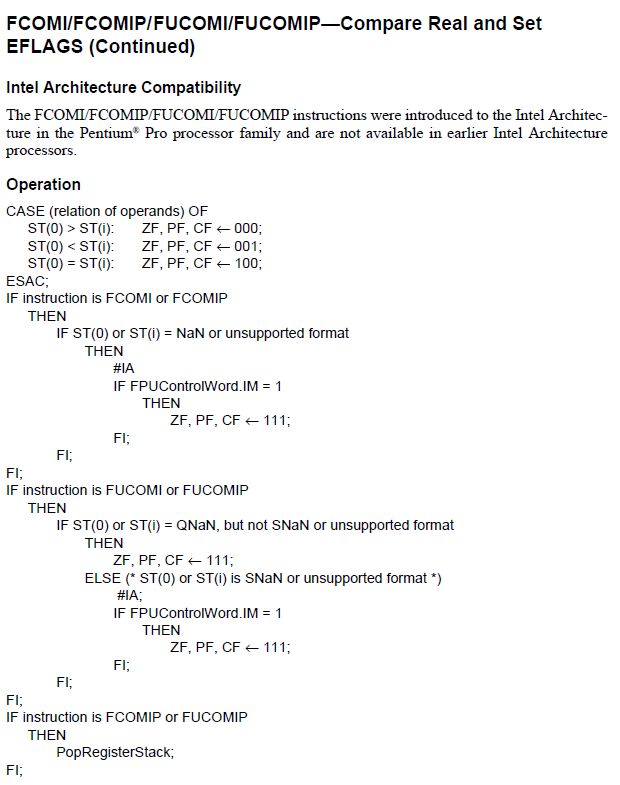 FCOMI/FCOMIP/FUCOMI/FUCOMIP—Compare Real and Set
EFLAGS (Continued)
Intel Architecture Compatibility
The FCOMI/FCOMIP/FUCOMI/FUCOMIP instructions were introduced to the Intel Architec-
ture in the Pentium® Pro processor family and are not available in earlier Intel Architecture
processors.
Operation
CASE (relation of operands) OF
ST(0) > ST(i): ZF, PF, CF ← 000;
ST(0) < ST(i): ZF, PF, CF ← 001;
ST(0) = ST(i): ZF, PF, CF ← 100;
ESAC;
IF instruction is FCOMI or FCOMIP
THEN
IF ST(0) or ST(i) = NaN or unsupported format
THEN
#IA
IF FPUControlWord.IM = 1
THEN
ZF, PF, CF ← 111;
FI;
FI;
FI;
IF instruction is FUCOMI or FUCOMIP
THEN
IF ST(0) or ST(i) = QNaN, but not SNaN or unsupported format
THEN
ZF, PF, CF ← 111;
ELSE (* ST(0) or ST(i) is SNaN or unsupported format *)
#IA;
IF FPUControlWord.IM = 1
THEN
ZF, PF, CF ← 111;
FI;
FI;
FI;
IF instruction is FCOMIP or FUCOMIP
THEN
PopRegisterStack;
FI;